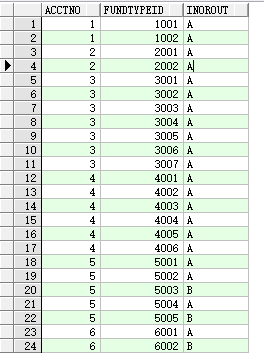 ACCTNO FUNDTYPEID INOROUT
1 1 1001 A
2 1 1002 A
3 2 2001 A
4 2 2002 A
5 3 3001 A
6 3 3002 A
7 3 3003 A
8 3 3004 A
9 3 3005 A
10 3 3006 A
11 3 3007 A
12 4 4001 A
13 4 4002 A
14 4 4003 A
15 4 4004 A
16 4 4005 A
17 4 4006 A
18 5 5001 A
19 5 5002 A
20 5 5003 B
21 5 5004 A
22 5 5005 B
23 6 6001 A
24 6 6002 B